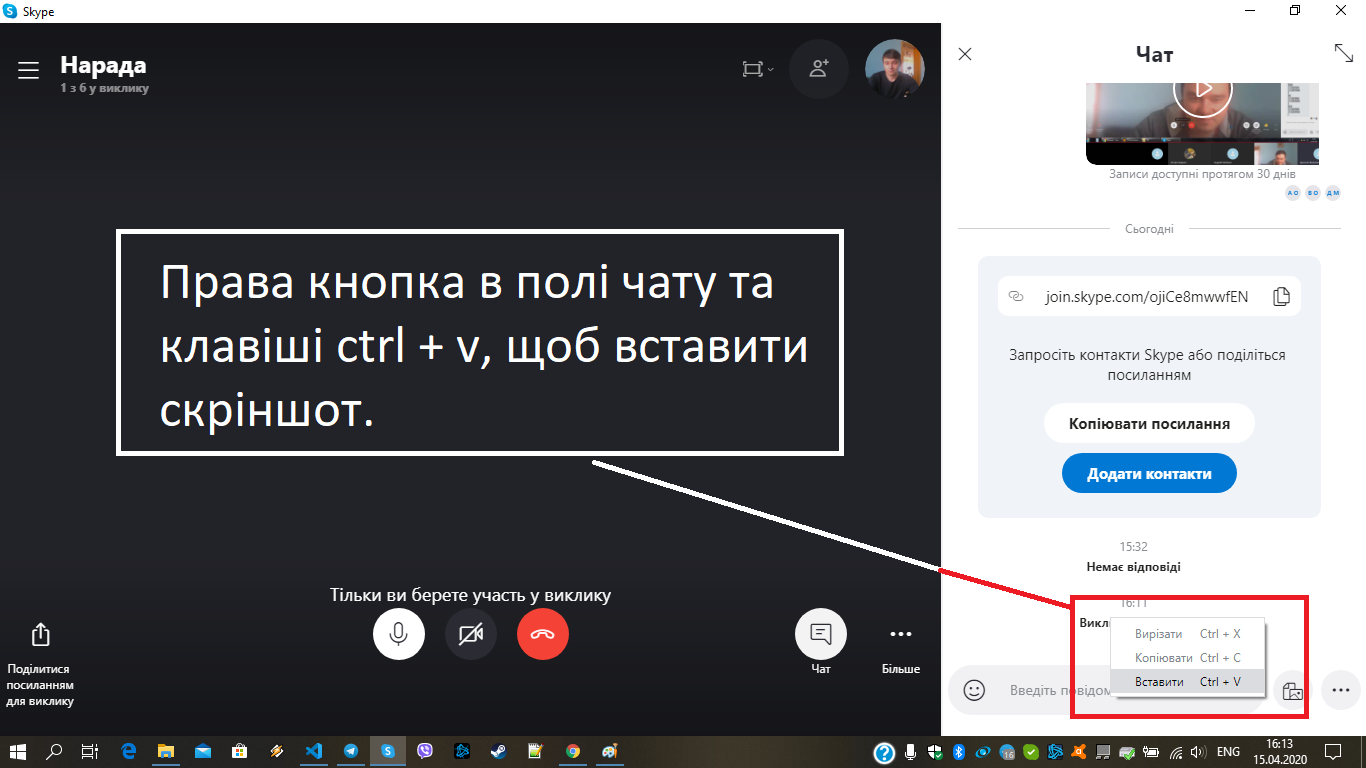 Skype
Нарада
1 з 6 у виклику
Права кнопка в полі чату та
клавіші ctrl + v, щоб вставити
скріншот.
Тільки ви берете участь у виклику
Поділитися
посиланням
для виклику
Чат
Більше
Чат
Записи доступні протягом 30 днів
АС ВО ДМ
Сьогодні
join.skype.com/ojiCe8mwwfEN
Запросіть контакти Skype або поділіться
посиланням
Копіювати посилання
Додати контакти
15:32
Немає відповіді
16:11
Викл
Вирізати Ctrl + X
Копіювати Ctrl + C
Вставити Ctrl + V
Введіть повідом
16
ENG
16:13
15.04.2020